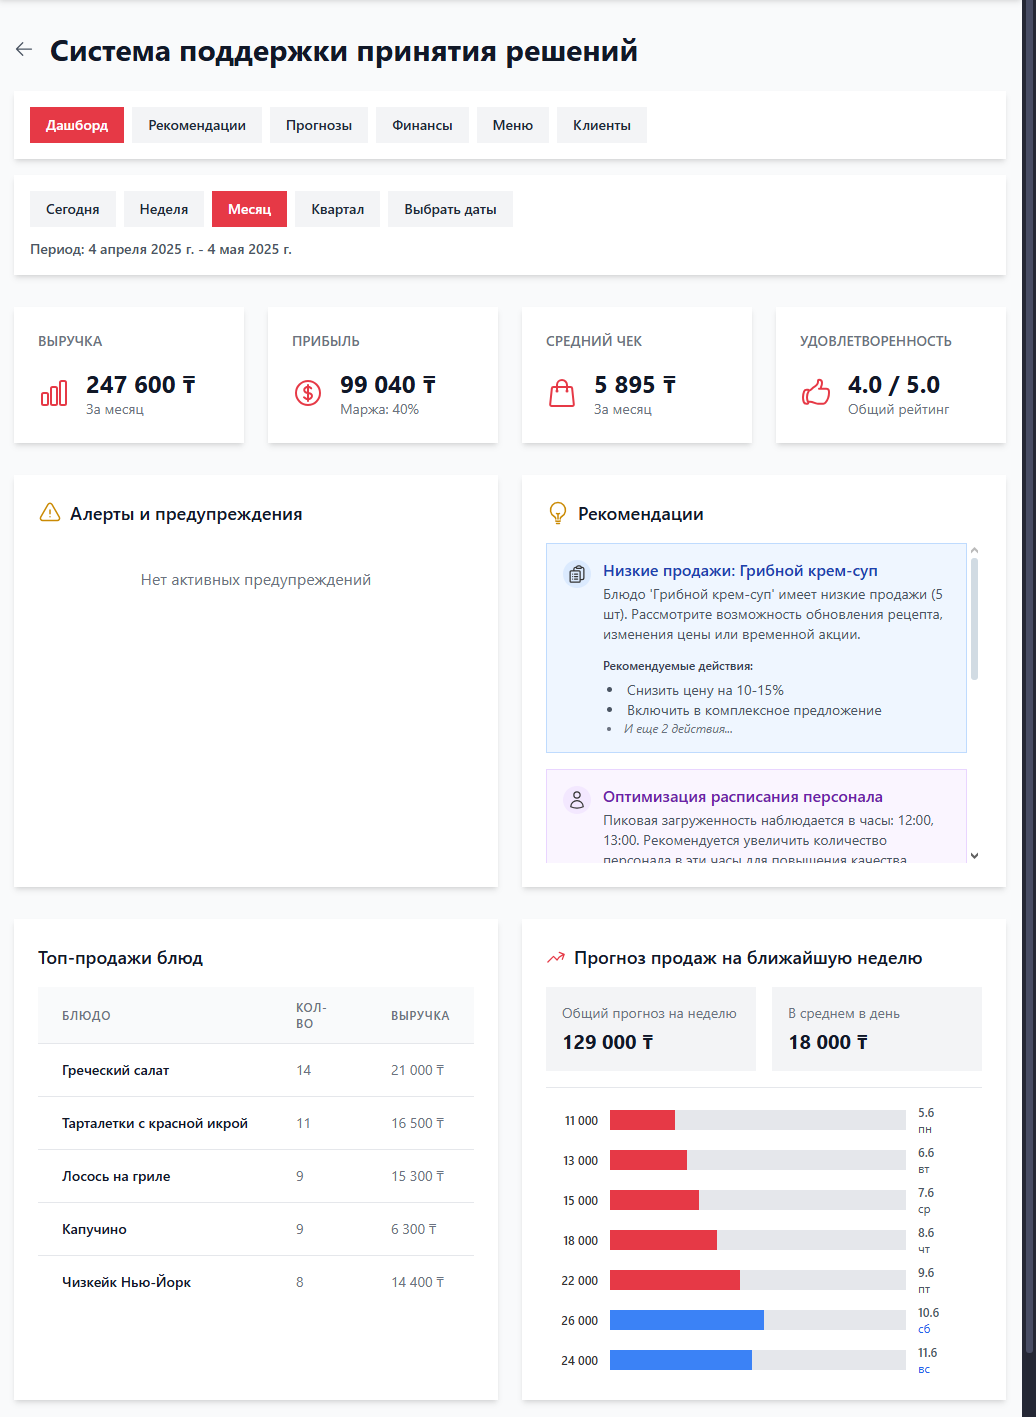 Система поддержки принятия решений
Дашборд Рекомендации Прогнозы Финансы Меню Клиенты
Сегодня Неделя Месяц Квартал Выбрать даты
Период: 4 апреля 2025 г. - 4 мая 2025 г.
ВЫРУЧКА
247 600 ₸
За месяц
ПРИБЫЛЬ
99 040 ₸
Маржа: 40%
СРЕДНИЙ ЧЕК
5 895 ₸
За месяц
УДОВЛЕТВОРЕННОСТЬ
4.0 / 5.0
Общий рейтинг
Алерты и предупреждения
Нет активных предупреждений
Рекомендации
Низкие продажи: Грибной крем-суп
Блюдо 'Грибной крем-суп' имеет низкие продажи (5
шт). Рассмотрите возможность обновления рецепта,
изменения цены или временной акции.
Рекомендуемые действия:
• Снизить цену на 10-15%
• Включить в комплексное предложение
• И еще 2 действия...
Оптимизация расписания персонала
Пиковая загруженность наблюдается в часы: 12:00,
13:00. Рекомендуется увеличить количество
персонала в эти часы для повышения качества
Топ-продажи блюд
БЛЮДО КОЛ-ВО ВЫРУЧКА
Греческий салат 14 21 000 ₸
Тарталетки с красной икрой 11 16 500 ₸
Лосось на гриле 9 15 300 ₸
Капучино 9 6 300 ₸
Чизкейк Нью-Йорк 8 14 400 ₸
Прогноз продаж на ближайшую неделю
Общий прогноз на неделю
129 000 ₸
В среднем в день
18 000 ₸
11 000 5.6 пн
13 000 6.6 вт
15 000 7.6 ср
18 000 8.6 чт
22 000 9.6 пт
26 000 10.6 сб
24 000 11.6 вс